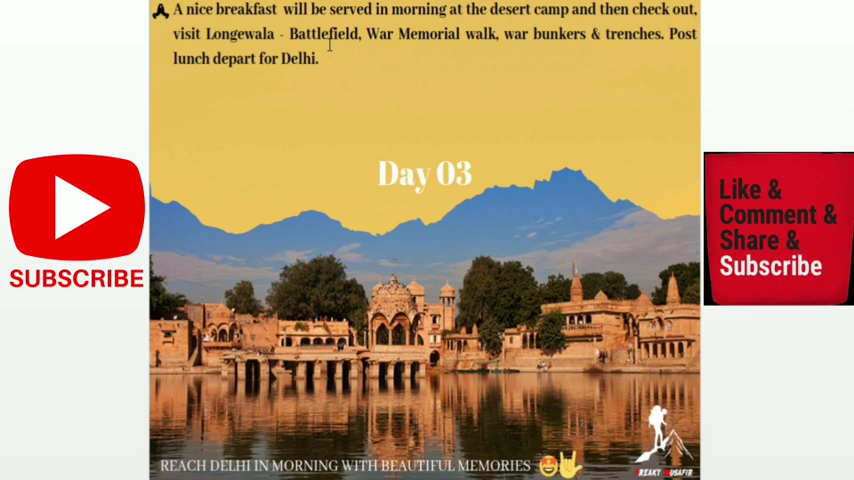 A nice breakfast will be served in morning at the desert camp and then check out,
visit Longewala - Battlefield, War Memorial walk, war bunkers & trenches. Post
lunch depart for Delhi.
Day 03
SUBSCRIBE
Like &
Comment &
Share &
Subscribe
REACH DELHI IN MORNING WITH BEAUTIFUL MEMORIES